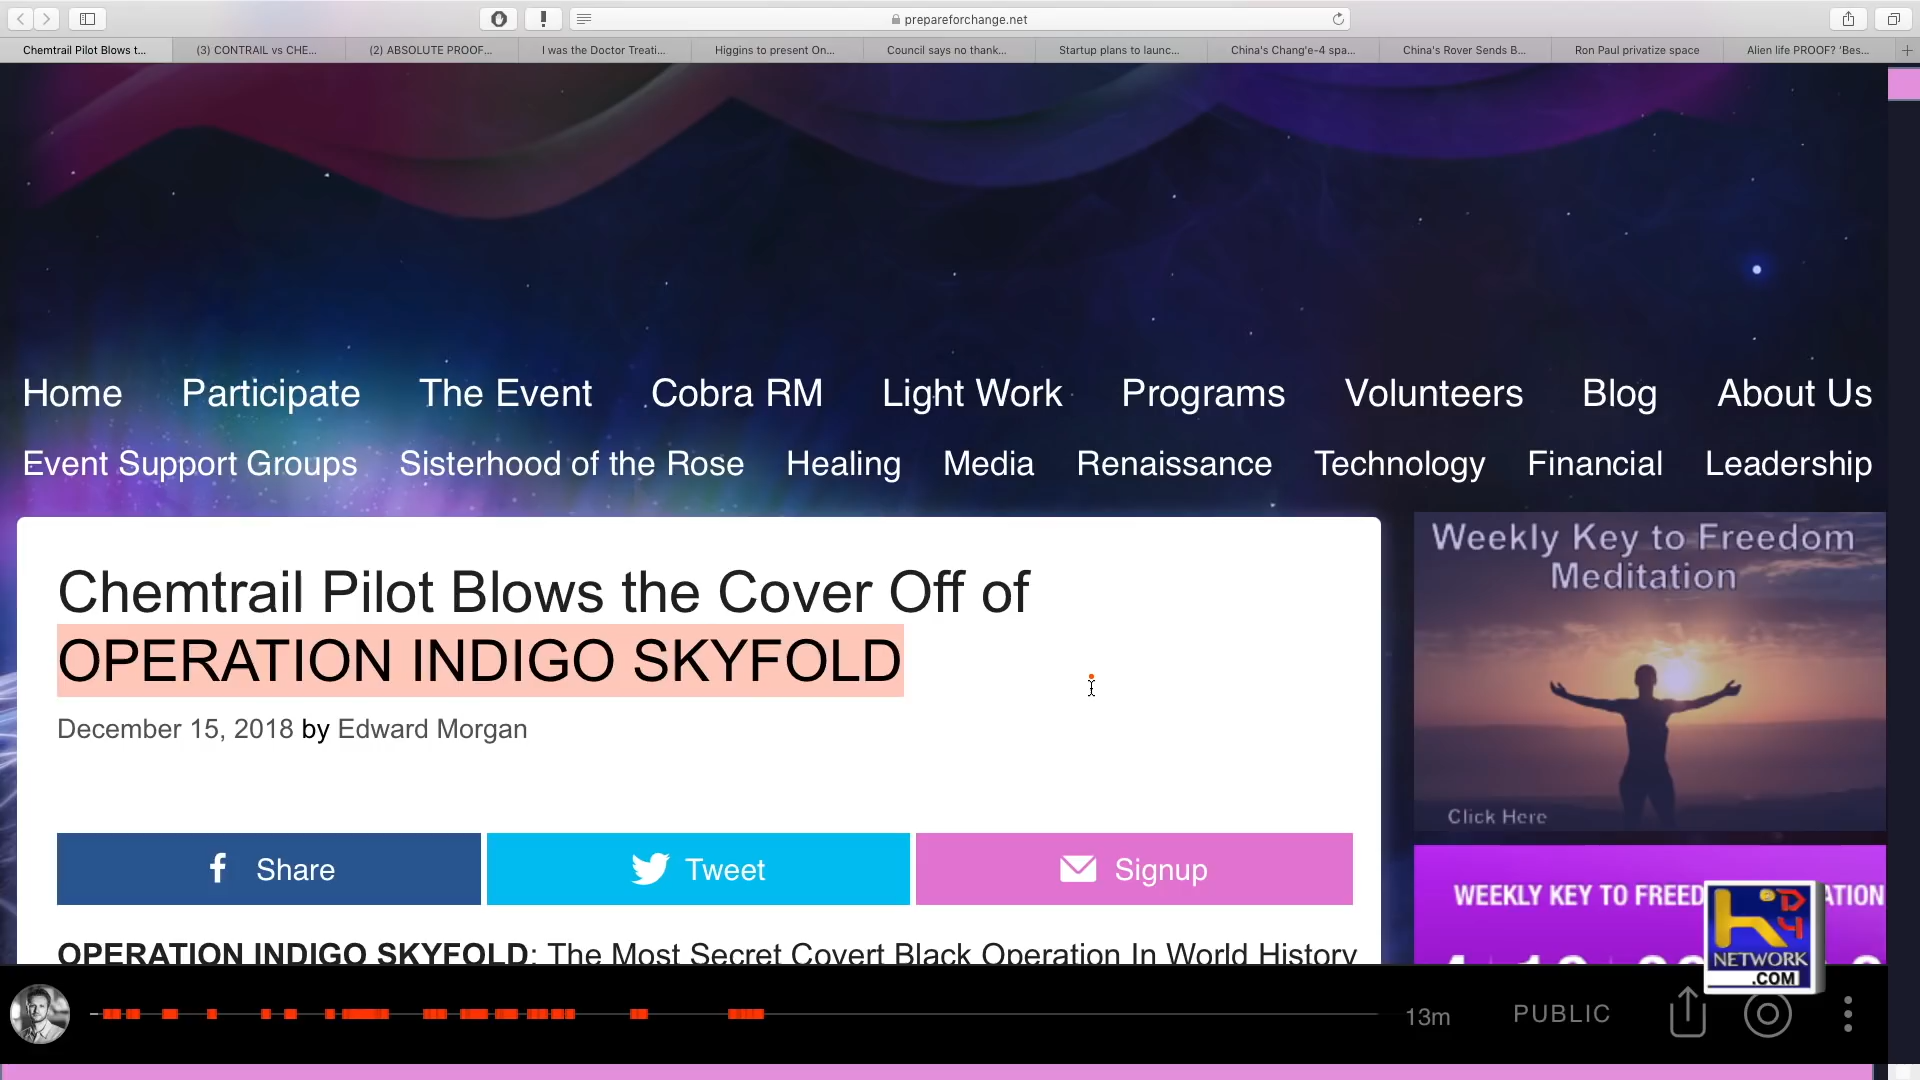 prepareforchange.net
Chemtrail Pilot Blows t...
(3) CONTRAIL vs CHE...
(2) ABSOLUTE PROOF...
I was the Doctor Treati...
Higgins to present On...
Council says no thank...
Startup plans to launc...
China's Chang'e-4 spa...
China's Rover Sends B...
Ron Paul privatize space
Alien life PROOF? 'Bes...
Home Participate The Event Cobra RM Light Work Programs Volunteers Blog About Us
Event Support Groups Sisterhood of the Rose Healing Media Renaissance Technology Financial Leadership
Chemtrail Pilot Blows the Cover Off of
OPERATION INDIGO SKYFOLD
December 15, 2018 by Edward Morgan
Share
Tweet
Signup
OPERATION INDIGO SKYFOLD: The Most Secret Covert Black Operation In World History
Weekly Key to Freedom
Meditation
Click Here
WEEKLY KEY TO
NETWORK
.COM
13m
PUBLIC